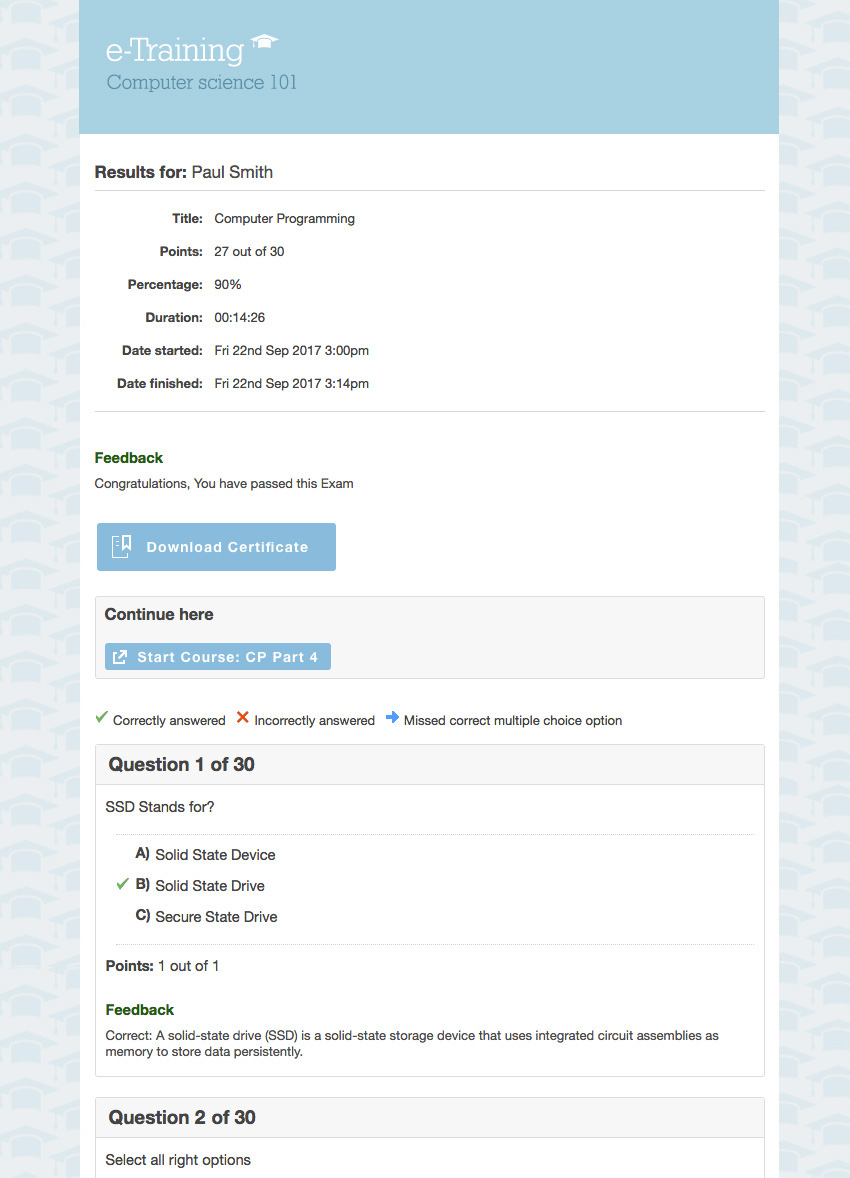 e-Training
Computer science 101
Results for: Paul Smith
Title: Computer Programming
Points: 27 out of 30
Percentage: 90%
Duration: 00:14:26
Date started: Fri 22nd Sep 2017 3:00pm
Date finished: Fri 22nd Sep 2017 3:14pm
Feedback
Congratulations, You have passed this Exam
Download Certificate
Continue here
Start Course: CP Part 4
Correctly answered Incorrectly answered Missed correct multiple choice option
Question 1 of 30
SSD Stands for?
A) Solid State Device
B) Solid State Drive
C) Secure State Drive
Points: 1 out of 1
Feedback
Correct: A solid-state drive (SSD) is a solid-state storage device that uses integrated circuit assemblies as
memory to store data persistently.
Question 2 of 30
Select all right options